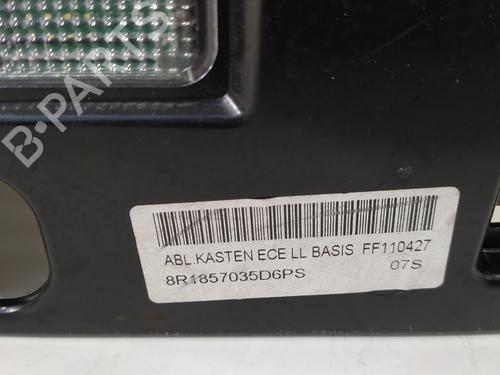 B-PARTS
ABL.KASTEN ECE LL BASIS FF110427
8R1857035D6PS 07S